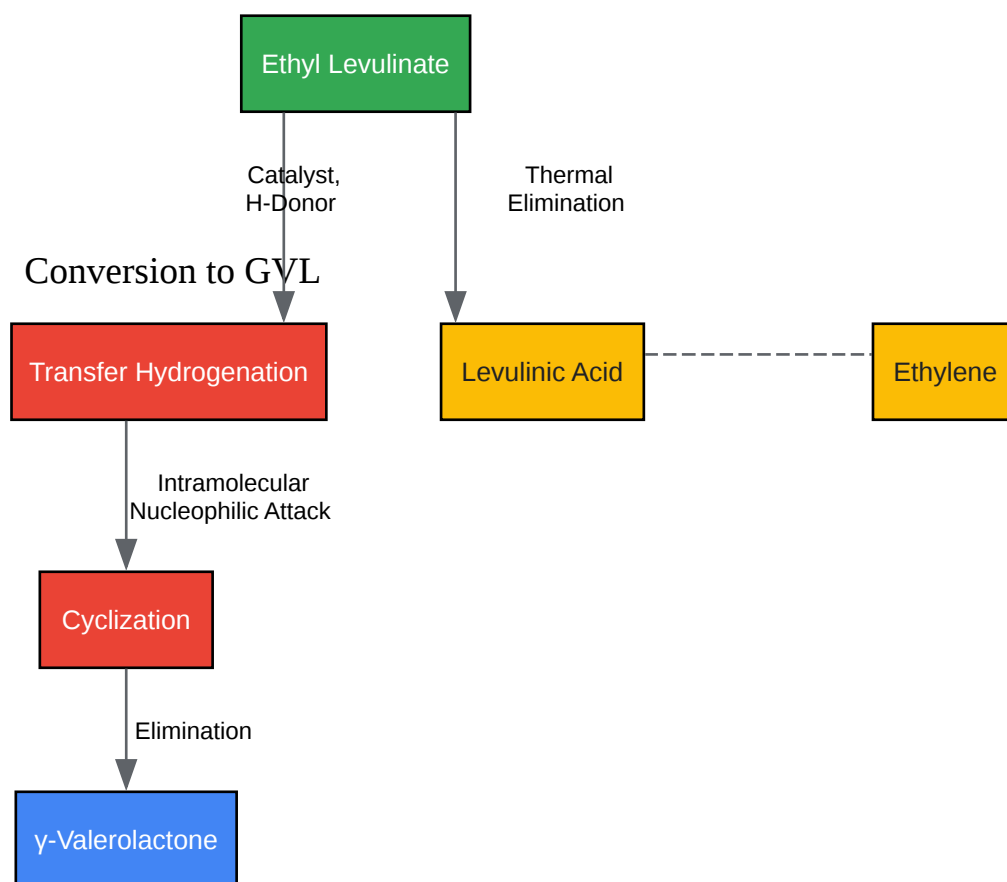 Ethyl Levulinate
Catalyst,
H-Donor
Thermal
Elimination
Conversion to GVL
Transfer Hydrogenation
Levulinic Acid
Ethylene
Intramolecular
Nucleophilic Attack
Cyclization
Elimination
γ-Valerolactone